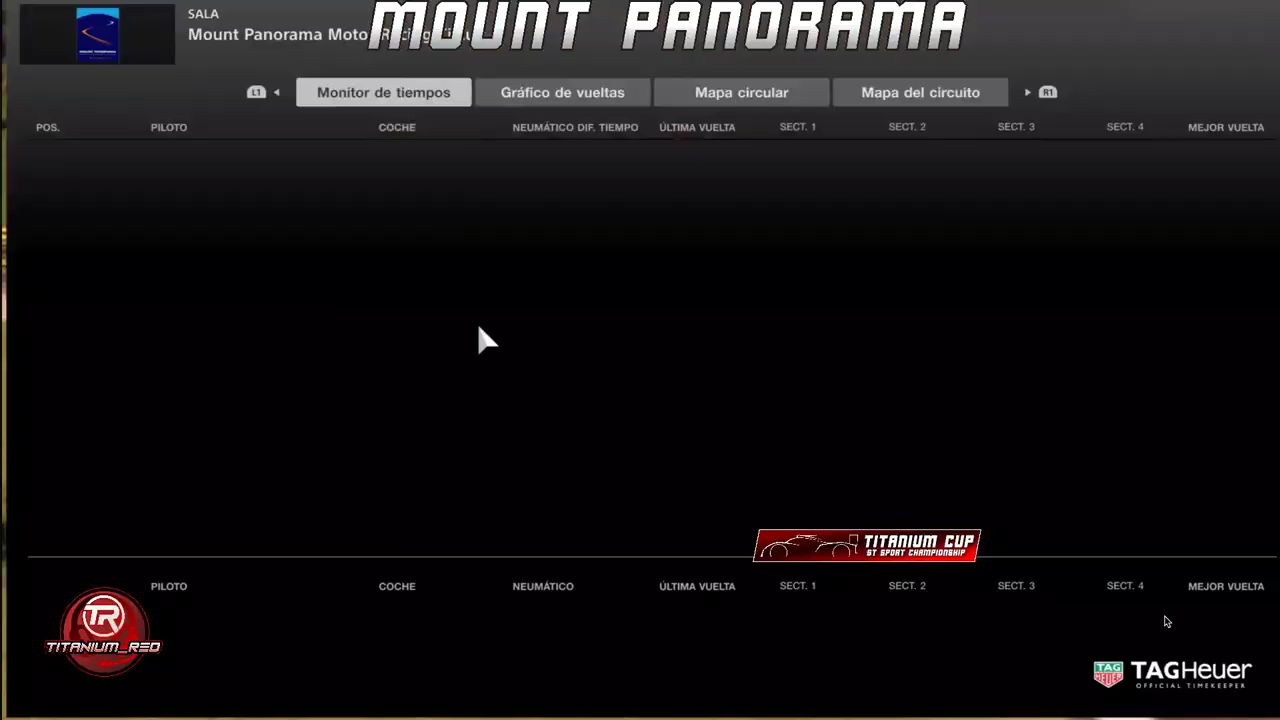 SALA
Mount Panorama Moto
MOUNT PANORAMA
L1 Monitor de tiempos Gráfico de vueltas Mapa circular Mapa del circuito R1
POS. PILOTO COCHE NEUMÁTICO DIF. TIEMPO ÚLTIMA VUELTA SECT. 1 SECT. 2 SECT. 3 SECT. 4 MEJOR VUELTA
TITANIUM CUP
GT SPORT CHAMPIONSHIP
PILOTO COCHE NEUMÁTICO ÚLTIMA VUELTA SECT. 1 SECT. 2 SECT. 3 SECT. 4 MEJOR VUELTA
TR
TITANIUM_RED
TAG HEUER
TAGHeuer
OFFICIAL TIMEKEEPER